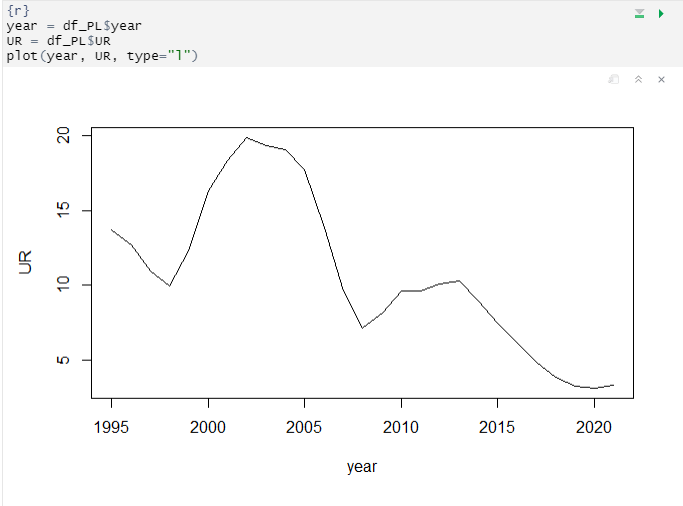 {r}
year = df_PL$year
UR = df_PL$UR
plot(year, UR, type="l")
20
15
10
5
UR
1995 2000 2005 2010 2015 2020
year